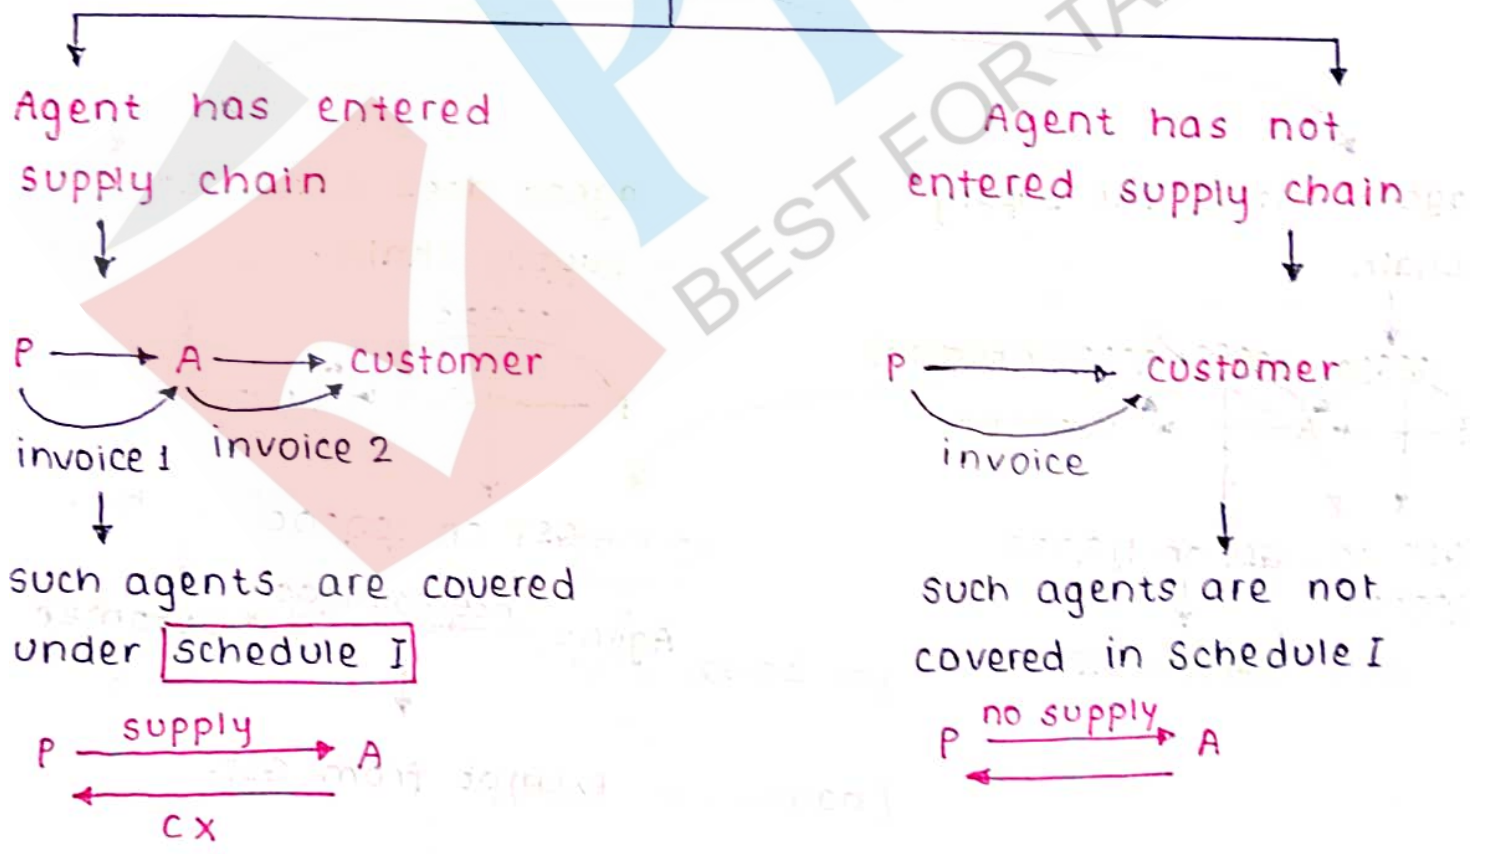 Agent has entered
supply chain
P A customer
invoice 1 invoice 2
such agents are covered
under schedule I
P supply A
CX
Agent has not
entered supply chain
P customer
invoice
such agents are not
covered in schedule I
P no supply A
BEST FOR